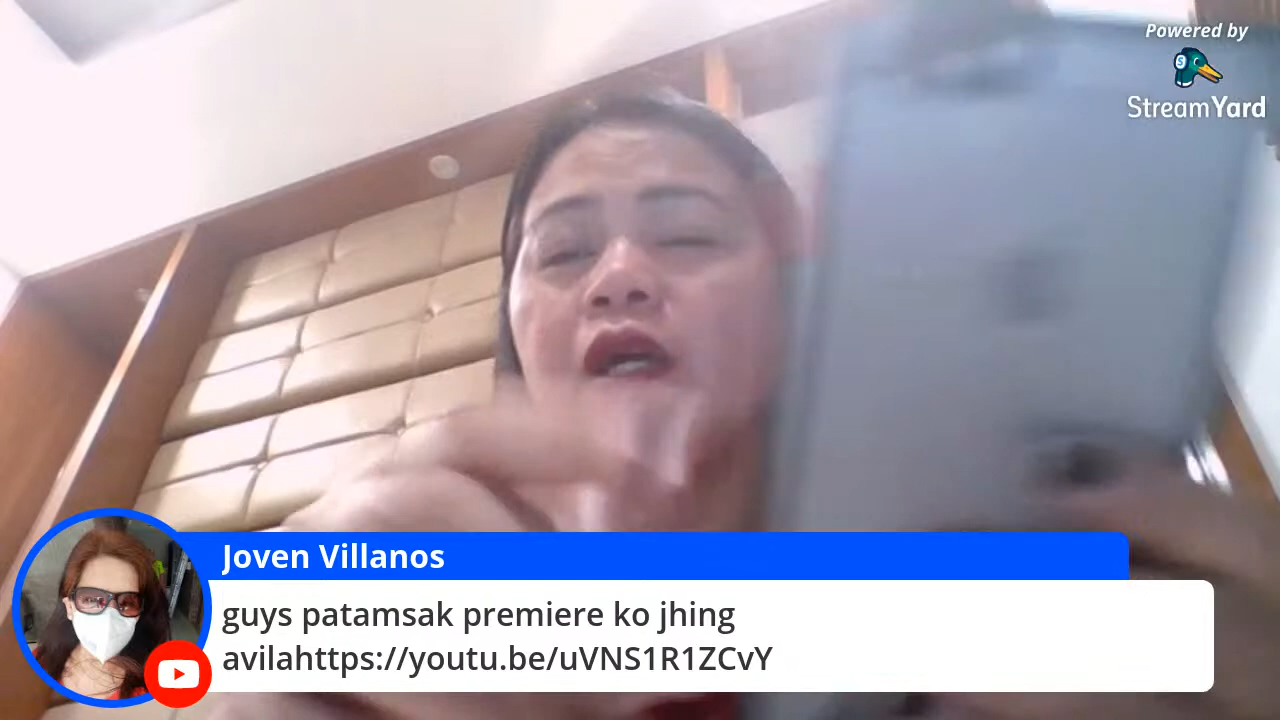 Powered by
StreamYard
Joven Villanos
guys patamsak premiere ko jhing
avilahttps://youtu.be/uVNS1R1ZCvY